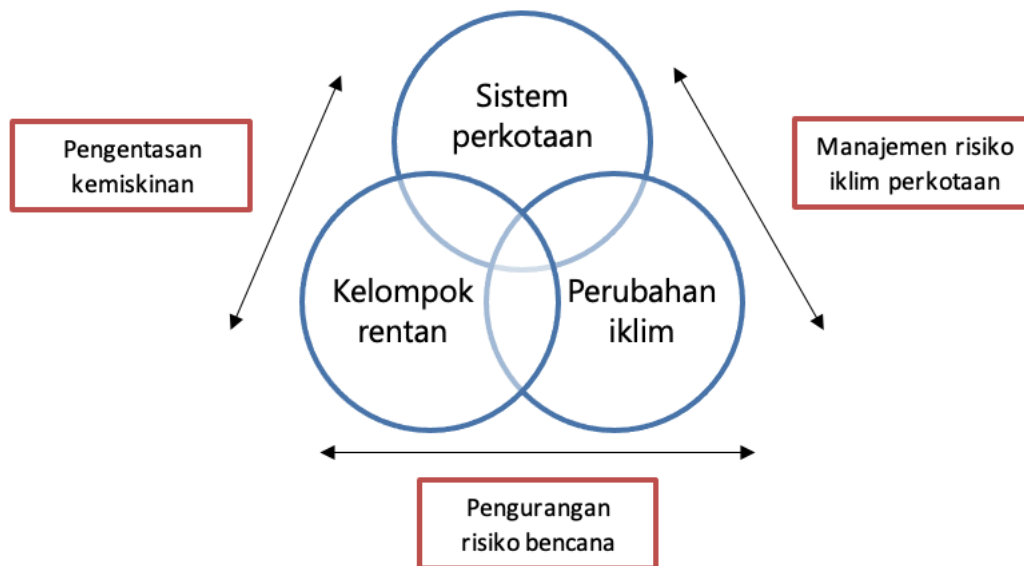 Sistem
perkotaan
Pengentasan
kemiskinan
Manajemen risiko
iklim perkotaan
Kelompok
rentan
Perubahan
iklim
Pengurangan
risiko bencana